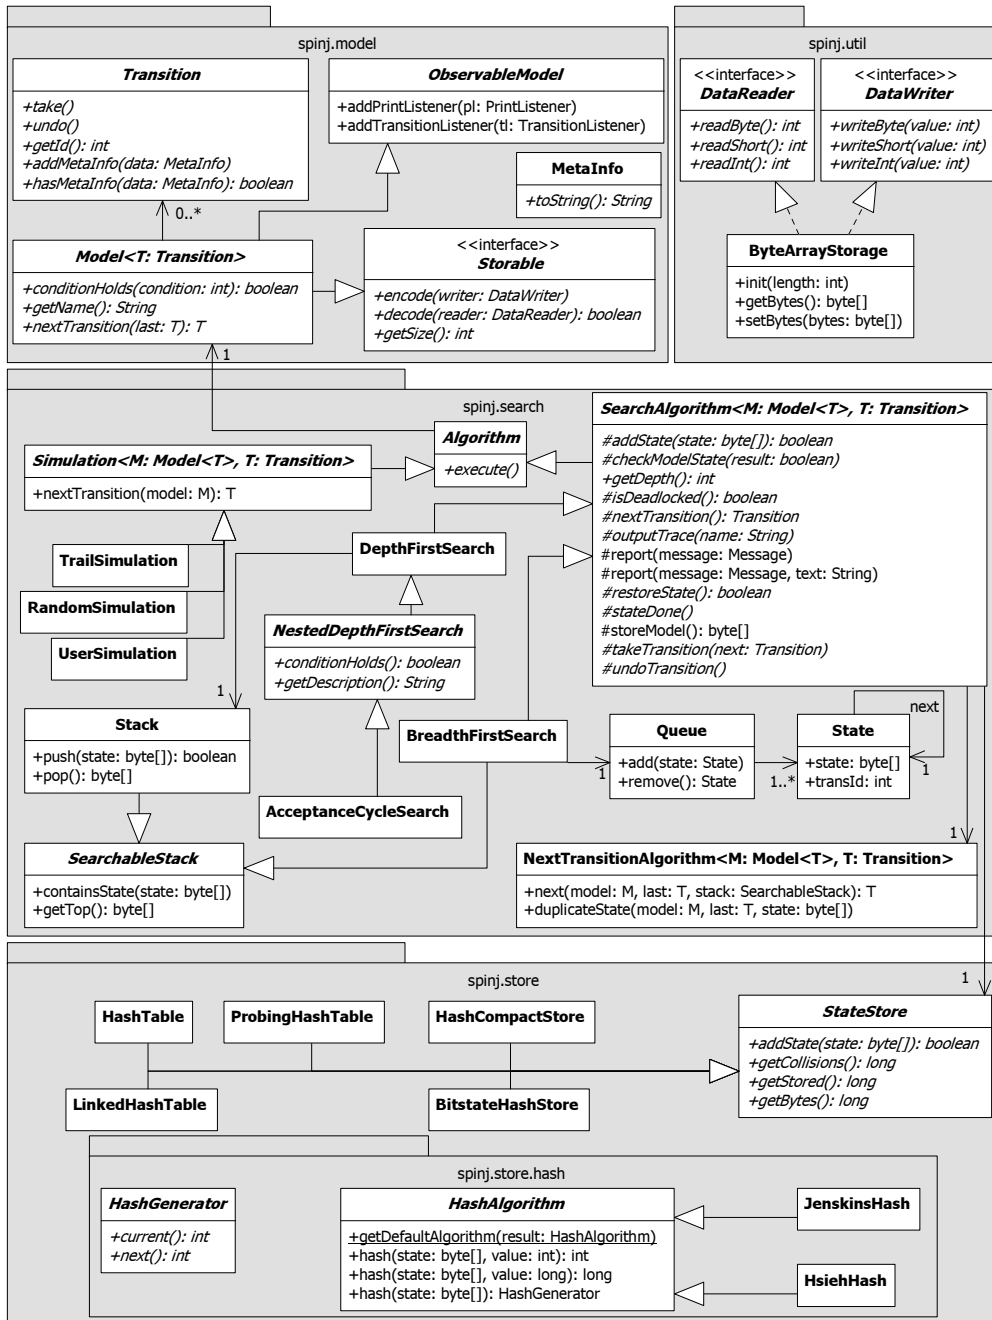 spinj.model
Transition
+take()
+undo()
+getId(): int
+addMetaInfo(data: MetaInfo)
+hasMetaInfo(data: MetaInfo): boolean
ObservableModel
+addPrintListener(pl: PrintListener)
+addTransitionListener(tl: TransitionListener)
MetaInfo
+toString(): String
0..*
Model<T: Transition>
+conditionHolds(condition: int): boolean
+getName(): String
+nextTransition(last: T): T
<<interface>>
Storable
+encode(writer: DataWriter)
+decode(reader: DataReader): boolean
+getSize(): int
1
spinj.util
<<interface>>
DataReader
+readByte(): int
+readShort(): int
+readInt(): int
<<interface>>
DataWriter
+writeByte(value: int)
+writeShort(value: int)
+writeInt(value: int)
ByteArrayStorage
+init(length: int)
+getBytes(): byte[]
+setBytes(bytes: byte[])
spinj.search
Algorithm
+execute()
SearchAlgorithm<M: Model<T>, T: Transition>
#addState(state: byte[]): boolean
#checkModelState(result: boolean)
+getDepth(): int
#isDeadlocked(): boolean
#nextTransition(): Transition
#outputTrace(name: String)
#report(message: Message)
#report(message: Message, text: String)
#restoreState(): boolean
#stateDone()
#storeModel(): byte[]
#takeTransition(next: Transition)
#undoTransition()
Simulation<M: Model<T>, T: Transition>
+nextTransition(model: M): T
TrailSimulation
RandomSimulation
UserSimulation
DepthFirstSearch
NestedDepthFirstSearch
+conditionHolds(): boolean
+getDescription(): String
1
Stack
+push(state: byte[]): boolean
+pop(): byte[]
BreadthFirstSearch
1
Queue
+add(state: State)
+remove(): State
1..*
State
+state: byte[]
+transId: int
next
1
AcceptanceCycleSearch
SearchableStack
+containsState(state: byte[])
+getTop(): byte[]
1
NextTransitionAlgorithm<M: Model<T>, T: Transition>
+next(model: M, last: T, stack: SearchableStack): T
+duplicateState(model: M, last: T, state: byte[])
spinj.store
1
HashTable
ProbingHashTable
HashCompactStore
StateStore
+addState(state: byte[]): boolean
+getCollisions(): long
+getStored(): long
+getBytes(): long
LinkedHashTable
BitstateHashStore
spinj.store.hash
HashGenerator
+current(): int
+next(): int
HashAlgorithm
+getDefaultAlgorithm(result: HashAlgorithm)
+hash(state: byte[], value: int): int
+hash(state: byte[], value: long): long
+hash(state: byte[]): HashGenerator
JenskinsHash
HsiehHash